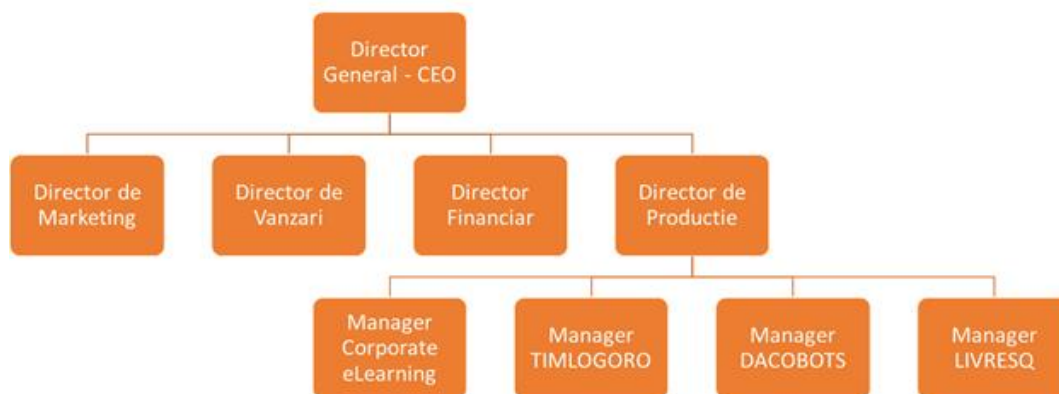 Director
General - CEO
Director de
Marketing
Director de
Vanzari
Director
Financiar
Director de
Productie
Manager
Corporate
eLearning
Manager
TIMLOGORO
Manager
DACOBOTS
Manager
LIVRESQ